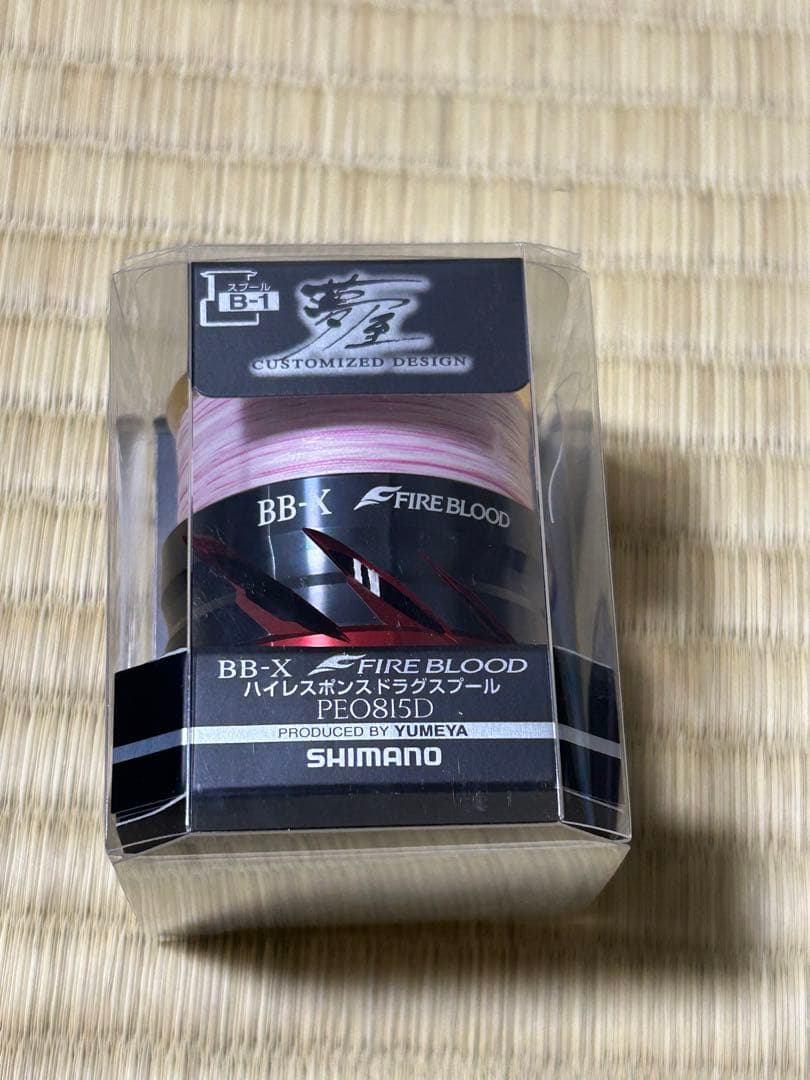 スプール
B-1
夢屋
CUSTOMIZED DESIGN
BB-X FIRE BLOOD
BB-X FIRE BLOOD
ハイレスポンスドラグスプール
PE0815D
PRODUCED BY YUMEYA
SHIMANO